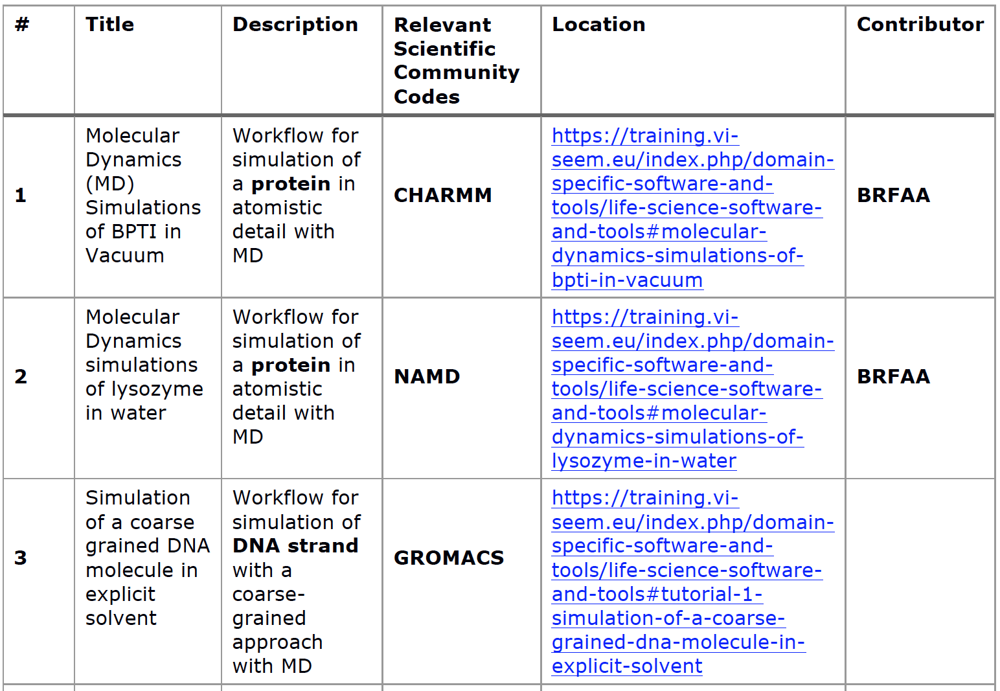 #
Title
Description
Relevant
Scientific
Community
Codes
Location
Contributor
1
Molecular
Dynamics
(MD)
Simulations
of BPTI in
Vacuum
Workflow for
simulation of
a protein in
atomistic
detail with
MD
CHARMM
https://training.vi-
seem.eu/index.php/domain-
specific-software-and-
tools/life-science-software-
and-tools#molecular-
dynamics-simulations-of-
bpti-in-vacuum
BRFAA
2
Molecular
Dynamics
simulations
of lysozyme
in water
Workflow for
simulation of
a protein in
atomistic
detail with
MD
NAMD
https://training.vi-
seem.eu/index.php/domain-
specific-software-and-
tools/life-science-software-
and-tools#molecular-
dynamics-simulations-of-
lysozyme-in-water
BRFAA
3
Simulation
of a coarse
grained DNA
molecule in
explicit
solvent
Workflow for
simulation of
DNA strand
with a
coarse-
grained
approach
with MD
GROMACS
https://training.vi-
seem.eu/index.php/domain-
specific-software-and-
tools/life-science-software-
and-tools#tutorial-1-
simulation-of-a-coarse-
grained-dna-molecule-in-
explicit-solvent